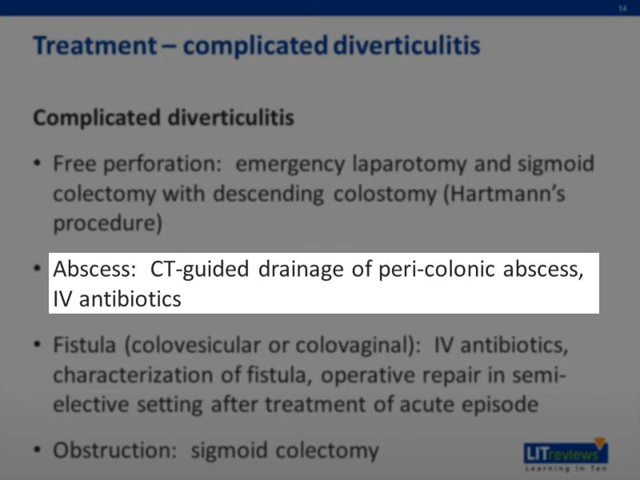 14
Treatment – complicated diverticulitis
Complicated diverticulitis
• Free perforation: emergency laparotomy and sigmoid
colectomy with descending colostomy (Hartmann's
procedure)
• Abscess: CT-guided drainage of peri-colonic abscess,
IV antibiotics
• Fistula (colovesicular or colovaginal): IV antibiotics,
characterization of fistula, operative repair in semi-
elective setting after treatment of acute episode
• Obstruction: sigmoid colectomy
LITreviews
Learning In Ten